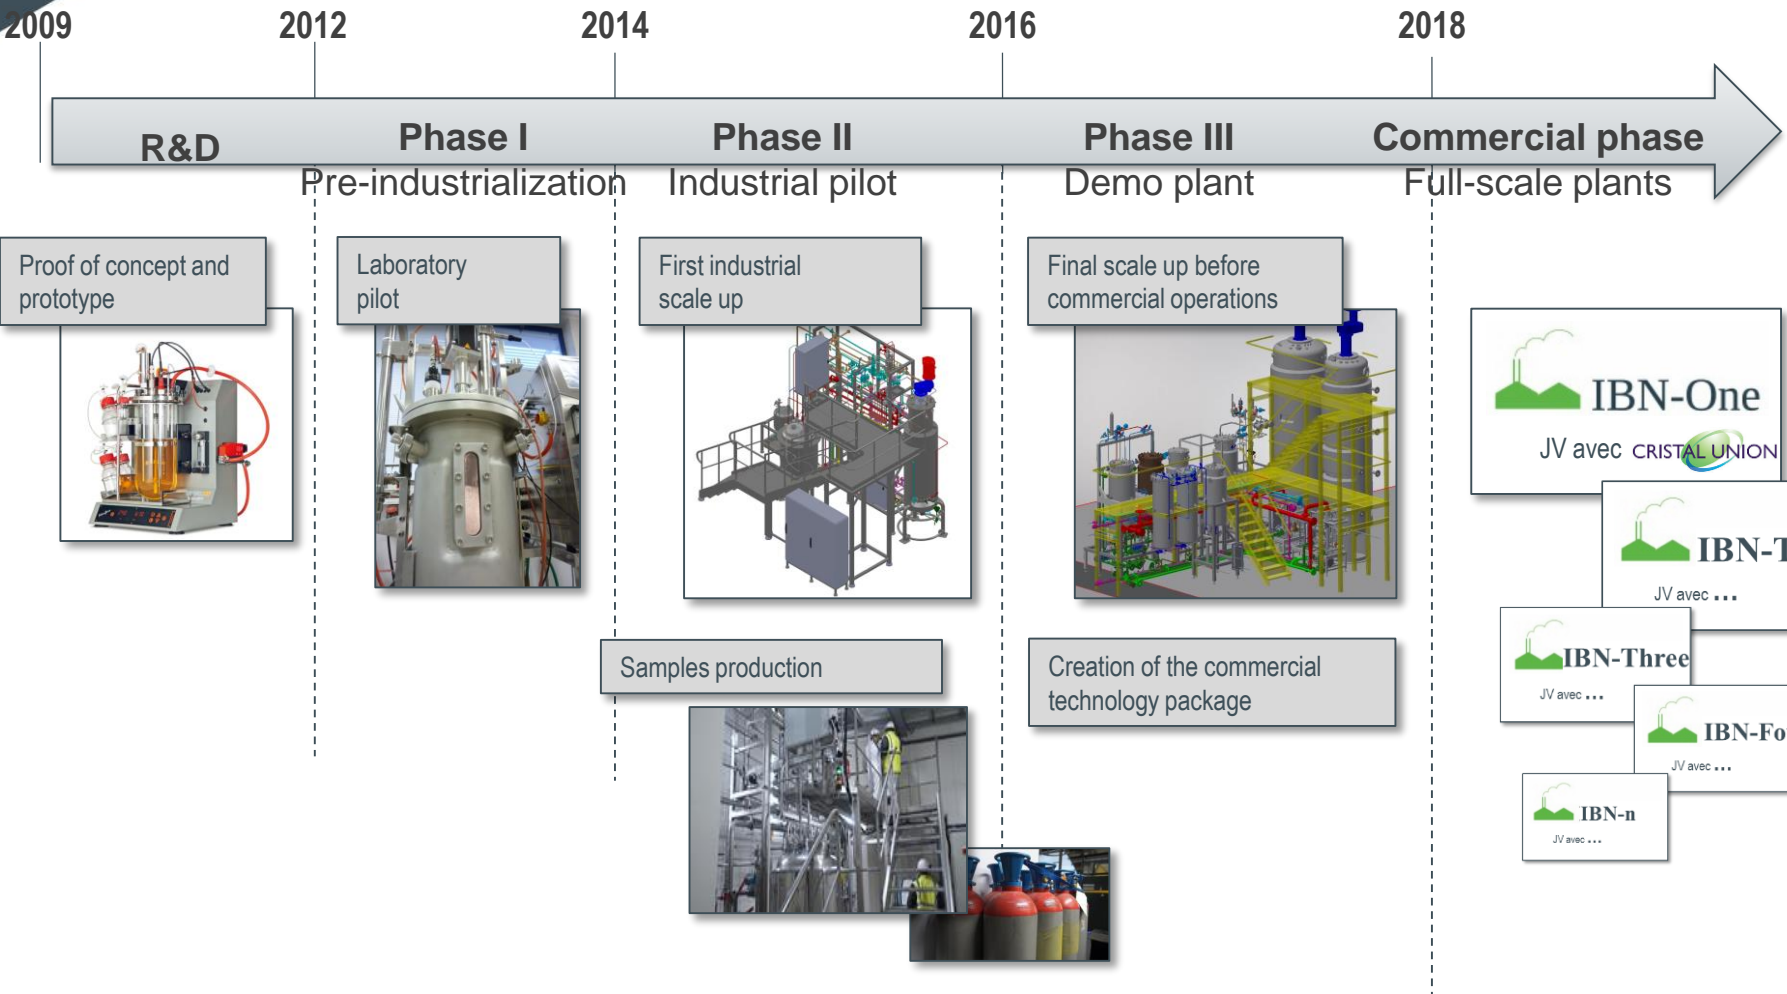 2009
2012
2014
2016
2018
R&D
Phase I
Phase II
Phase III
Commercial phase
Pre-industrialization
Industrial pilot
Demo plant
Full-scale plants
Proof of concept and
prototype
Laboratory
pilot
First industrial
scale up
Final scale up before
commercial operations
IBN-One
JV avec CRISTAL UNION
IBN-T
JV avec ...
Samples production
Creation of the commercial
technology package
IBN-Three
JV avec ...
IBN-Fo
JV avec ...
IBN-n
JV avec ...